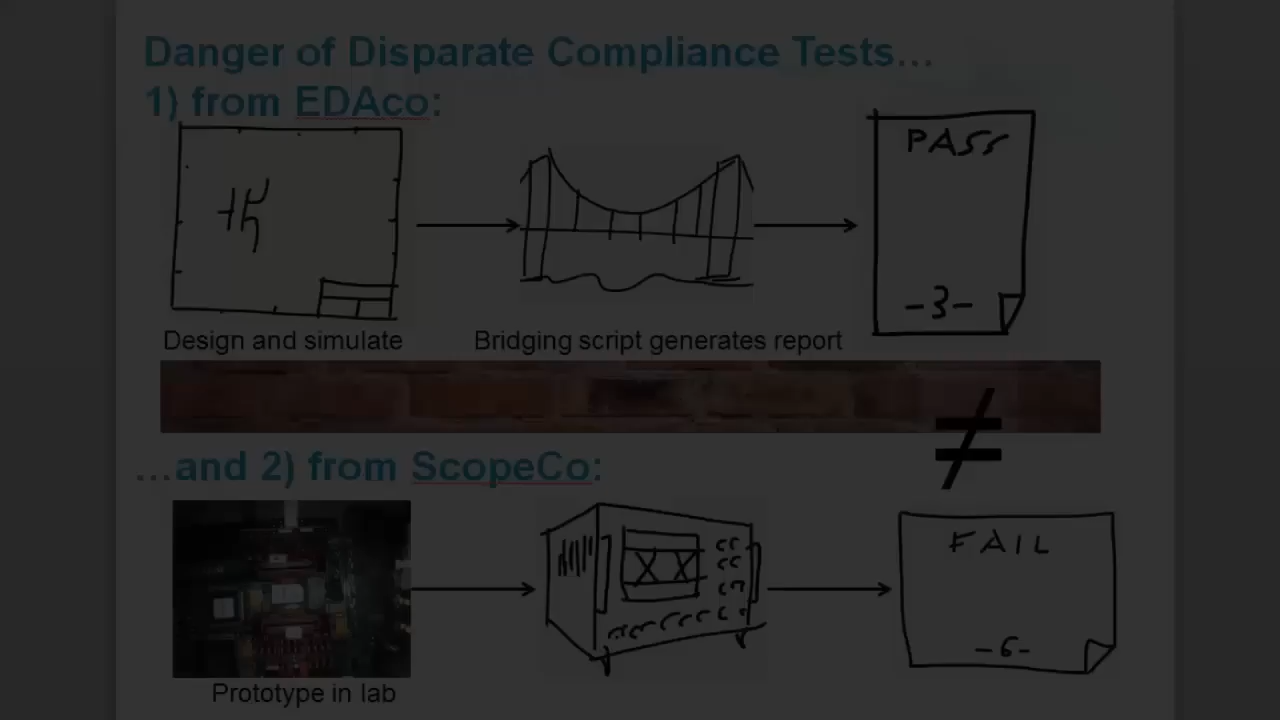 Danger of Disparate Compliance Tests…
1) from EDAco:
PASS
-3-
Design and simulate
Bridging script generates report
≠
…and 2) from ScopeCo:
FAIL
-6-
Prototype in lab